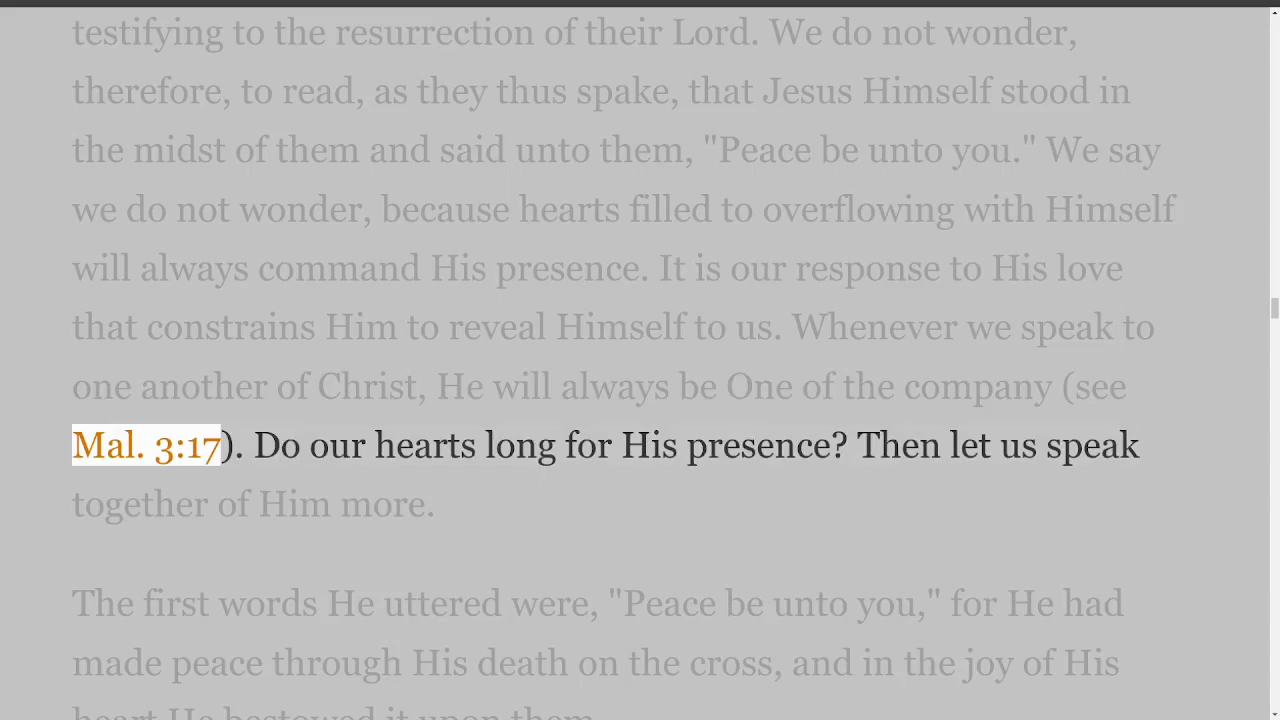 testifying to the resurrection of their Lord. We do not wonder,
therefore, to read, as they thus spake, that Jesus Himself stood in
the midst of them and said unto them, "Peace be unto you." We say
we do not wonder, because hearts filled to overflowing with Himself
will always command His presence. It is our response to His love
that constrains Him to reveal Himself to us. Whenever we speak to
one another of Christ, He will always be One of the company (see
Mal. 3:17). Do our hearts long for His presence? Then let us speak
together of Him more.
The first words He uttered were, "Peace be unto you," for He had
made peace through His death on the cross, and in the joy of His
heart He bestowed it upon them.